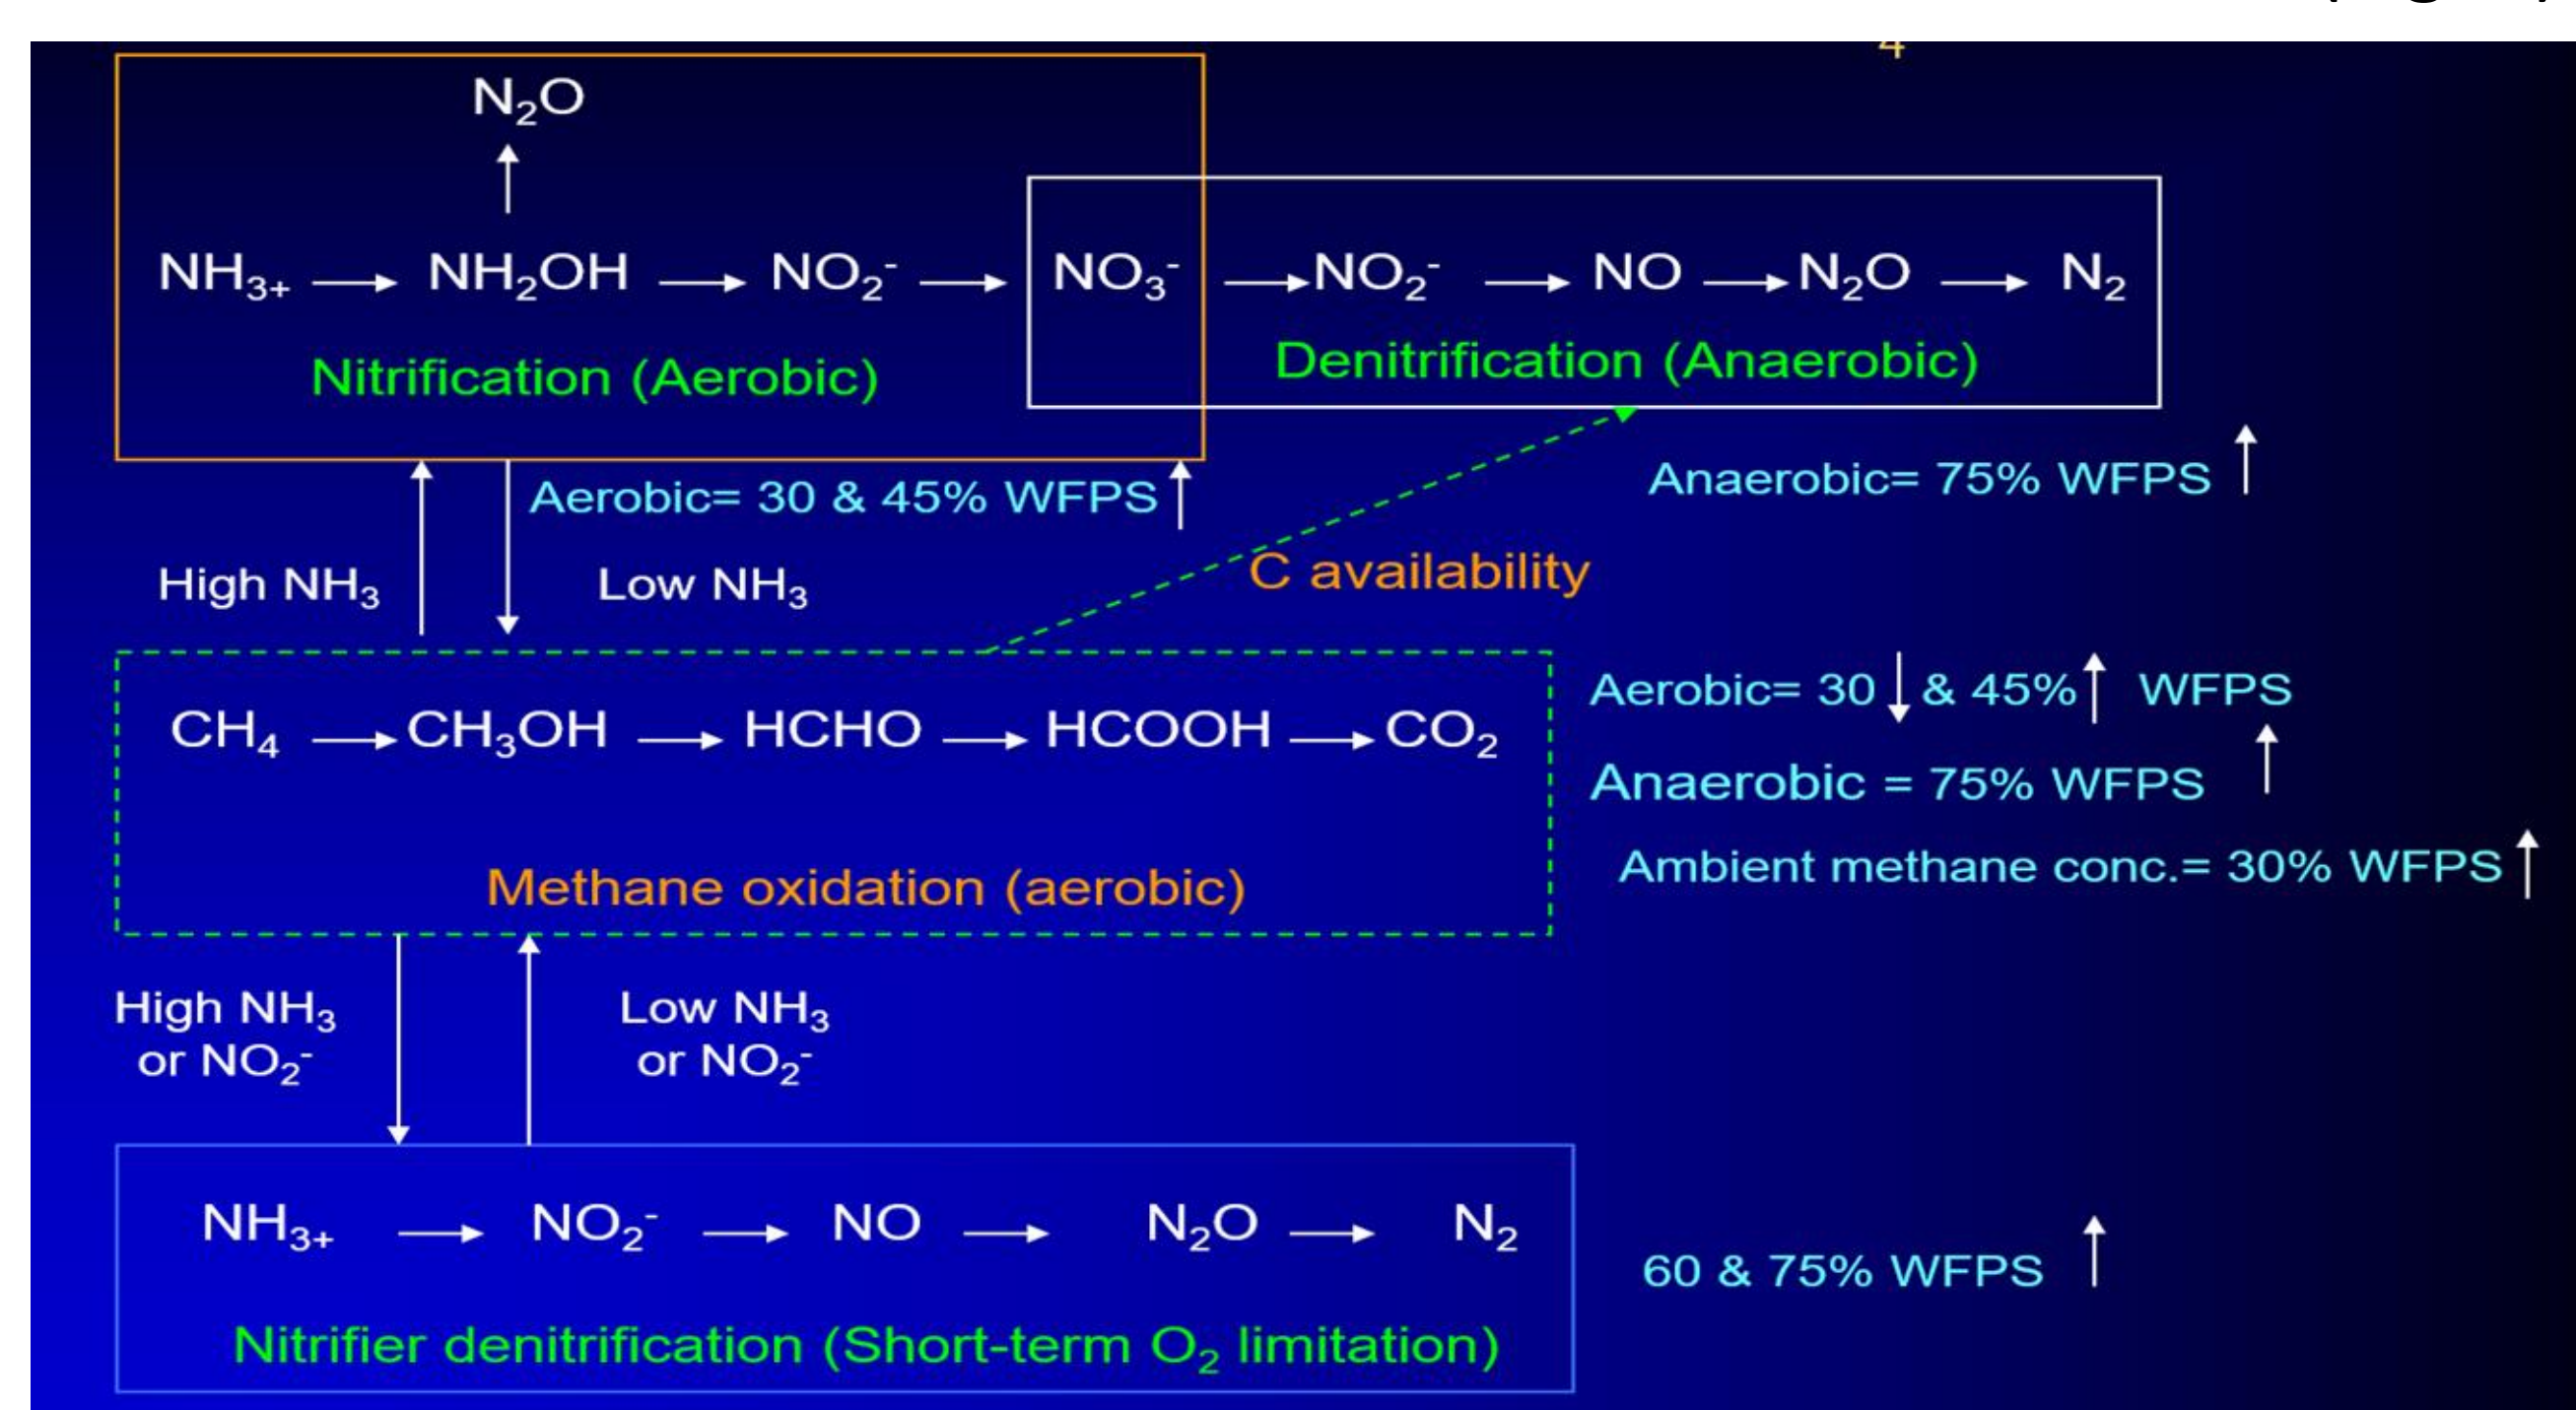 4
N₂O
NH₃₊ → NH₂OH → NO₂⁻ → NO₃⁻ → NO₂⁻ → NO → N₂O → N₂
Nitrification (Aerobic)
Denitrification (Anaerobic)
Aerobic= 30 & 45% WFPS ↑
Anaerobic= 75% WFPS ↑
High NH₃
Low NH₃
C availability
CH₄ → CH₃OH → HCHO → HCOOH → CO₂
Methane oxidation (aerobic)
Aerobic= 30 ↓ & 45% ↑ WFPS
Anaerobic = 75% WFPS ↑
Ambient methane conc.= 30% WFPS ↑
High NH₃
or NO₂⁻
Low NH₃
or NO₂⁻
NH₃₊ → NO₂⁻ → NO → N₂O → N₂
Nitrifier denitrification (Short-term O₂ limitation)
60 & 75% WFPS ↑